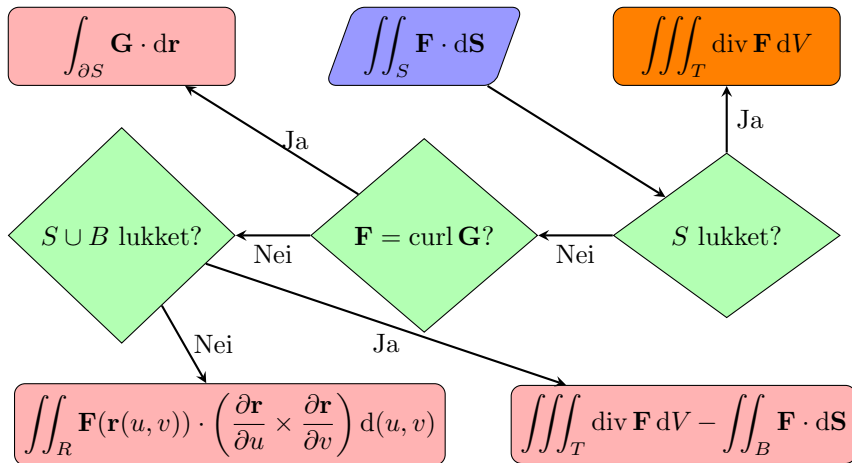 ∫_{∂S} G · dr
∬_S F · dS
∭_T div F dV
Ja
Ja
S ∪ B lukket?
F = curl G?
S lukket?
Nei
Nei
Nei
Ja
∬_R F(r(u, v)) · (∂r/∂u × ∂r/∂v) d(u, v)
∭_T div F dV − ∬_B F · dS